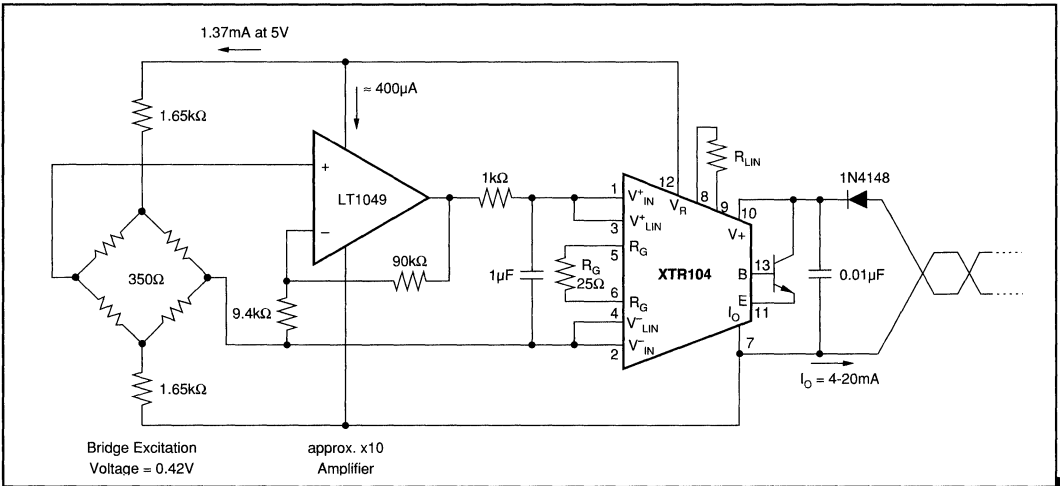 1.37mA at 5V
≈ 400µA
1.65kΩ
+
LT1049
–
1kΩ
90kΩ
9.4kΩ
350Ω
1µF
1.65kΩ
1
V+IN
V+LIN
3
RG
5
RG
25Ω
6
RG
4
V–LIN
V–IN
2
12
VR
8
RLIN
9
10
V+
XTR104
B
13
E
11
IO
7
1N4148
0.01µF
IO = 4-20mA
Bridge Excitation
Voltage = 0.42V
approx. x10
Amplifier